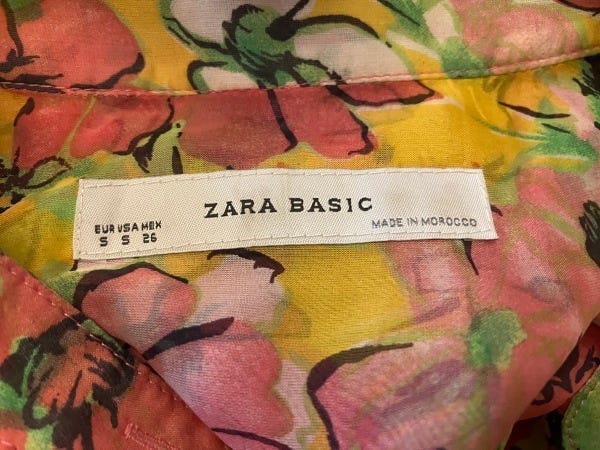 ZARA BASIC
EUR USA MEX
S S 26
MADE IN MOROCCO